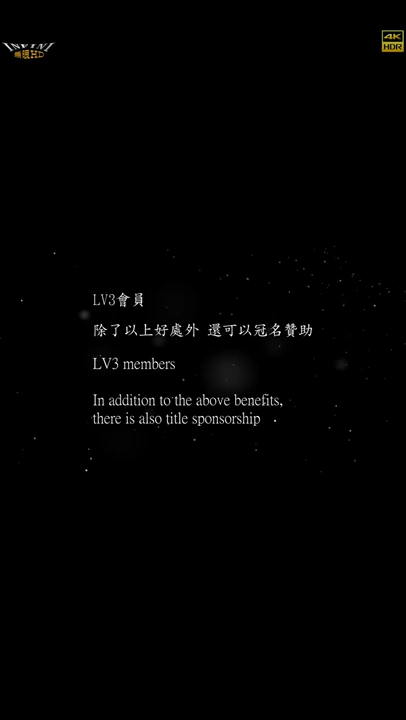 INFINI
4K
HDR
LV3會員
除了以上好處外 還可以冠名贊助
LV3 members
In addition to the above benefits,
there is also title sponsorship